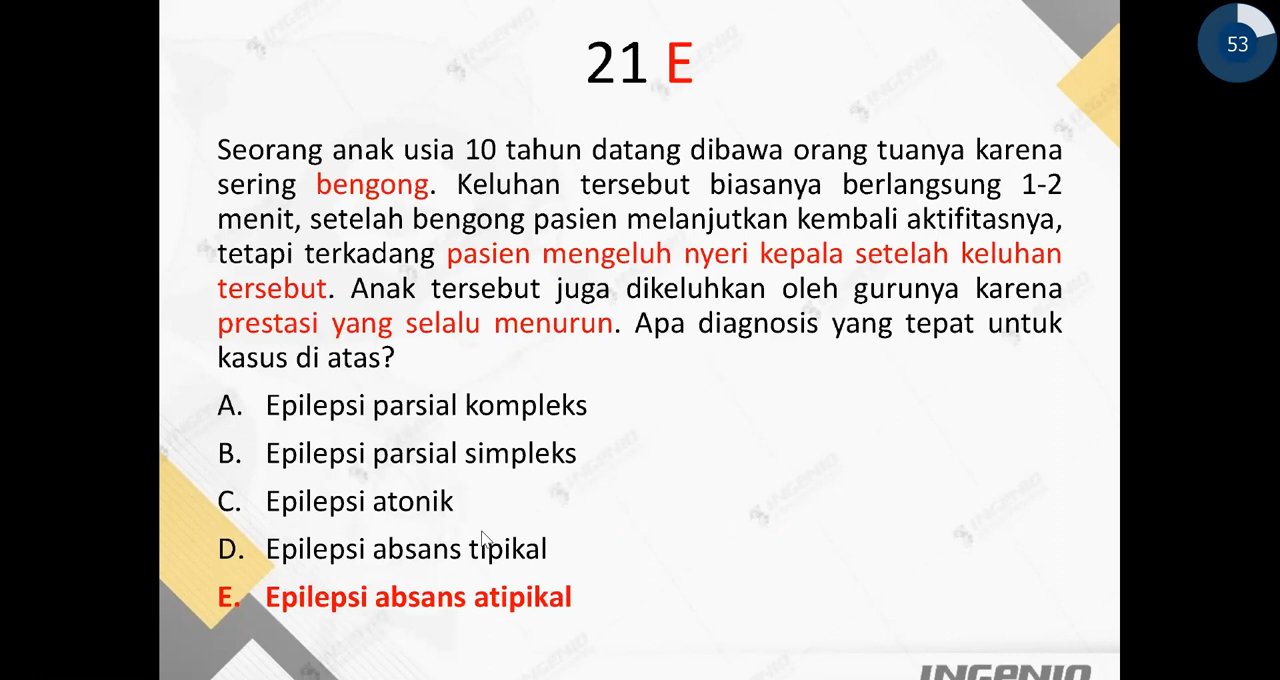 53
21 E
Seorang anak usia 10 tahun datang dibawa orang tuanya karena
sering bengong. Keluhan tersebut biasanya berlangsung 1-2
menit, setelah bengong pasien melanjutkan kembali aktifitasnya,
tetapi terkadang pasien mengeluh nyeri kepala setelah keluhan
tersebut. Anak tersebut juga dikeluhkan oleh gurunya karena
prestasi yang selalu menurun. Apa diagnosis yang tepat untuk
kasus di atas?
A. Epilepsi parsial kompleks
B. Epilepsi parsial simpleks
C. Epilepsi atonik
D. Epilepsi absans tipikal
E. Epilepsi absans atipikal
INGENIO